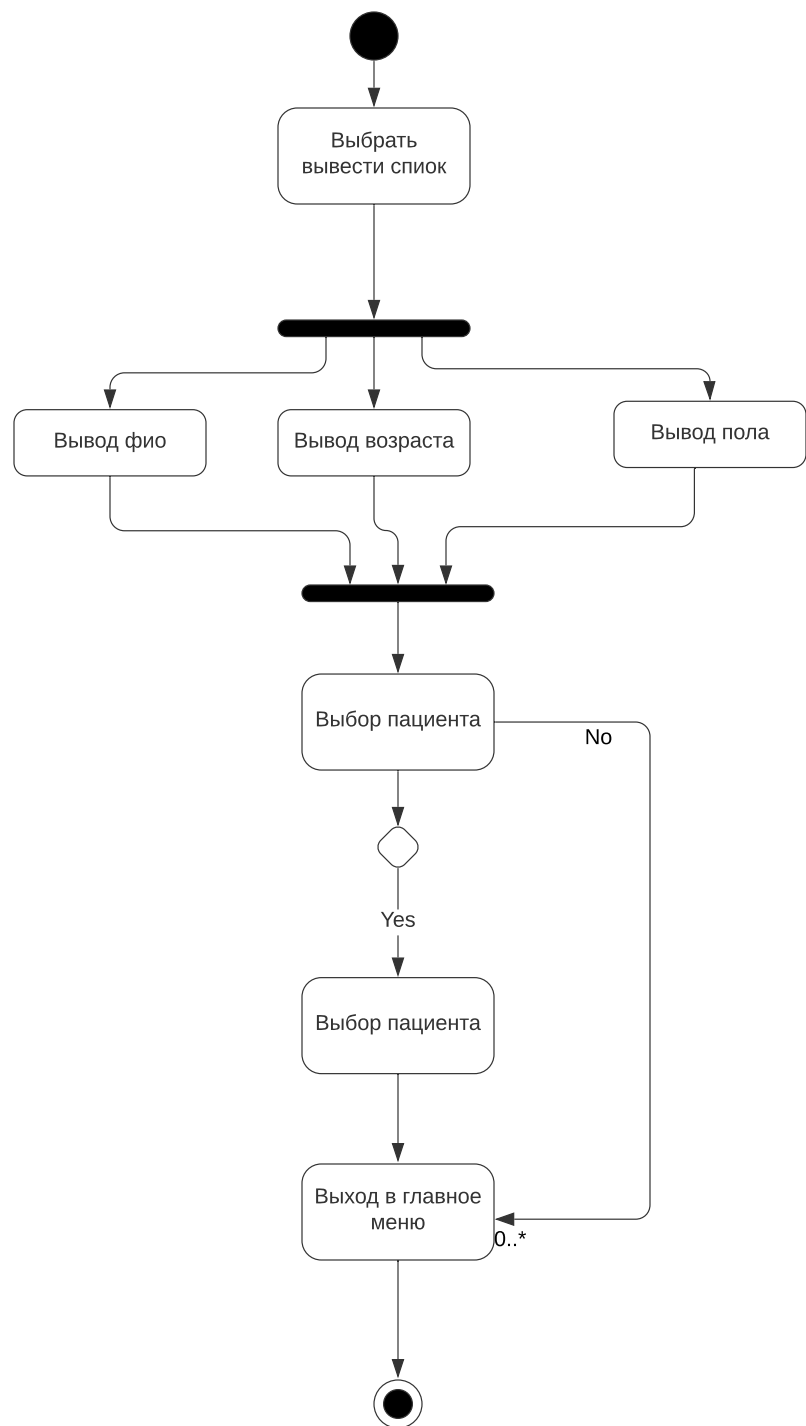 Выбрать
вывести спиок
Вывод фио
Вывод возраста
Вывод пола
Выбор пациента
No
Yes
Выбор пациента
Выход в главное
меню
0..*